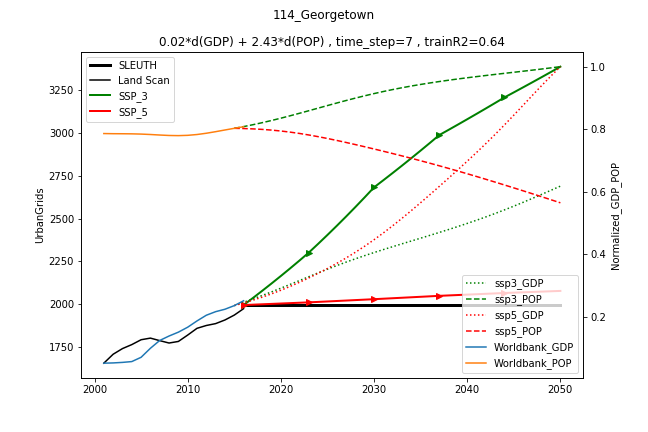 114_Georgetown
0.02*d(GDP) + 2.43*d(POP) , time_step=7 , trainR2=0.64
SLEUTH
Land Scan
SSP_3
SSP_5
3250
3000
2750
2500
2250
2000
1750
UrbanGrids
1.0
0.8
0.6
0.4
0.2
Normalized_GDP_POP
ssp3_GDP
ssp3_POP
ssp5_GDP
ssp5_POP
Worldbank_GDP
Worldbank_POP
2000 2010 2020 2030 2040 2050